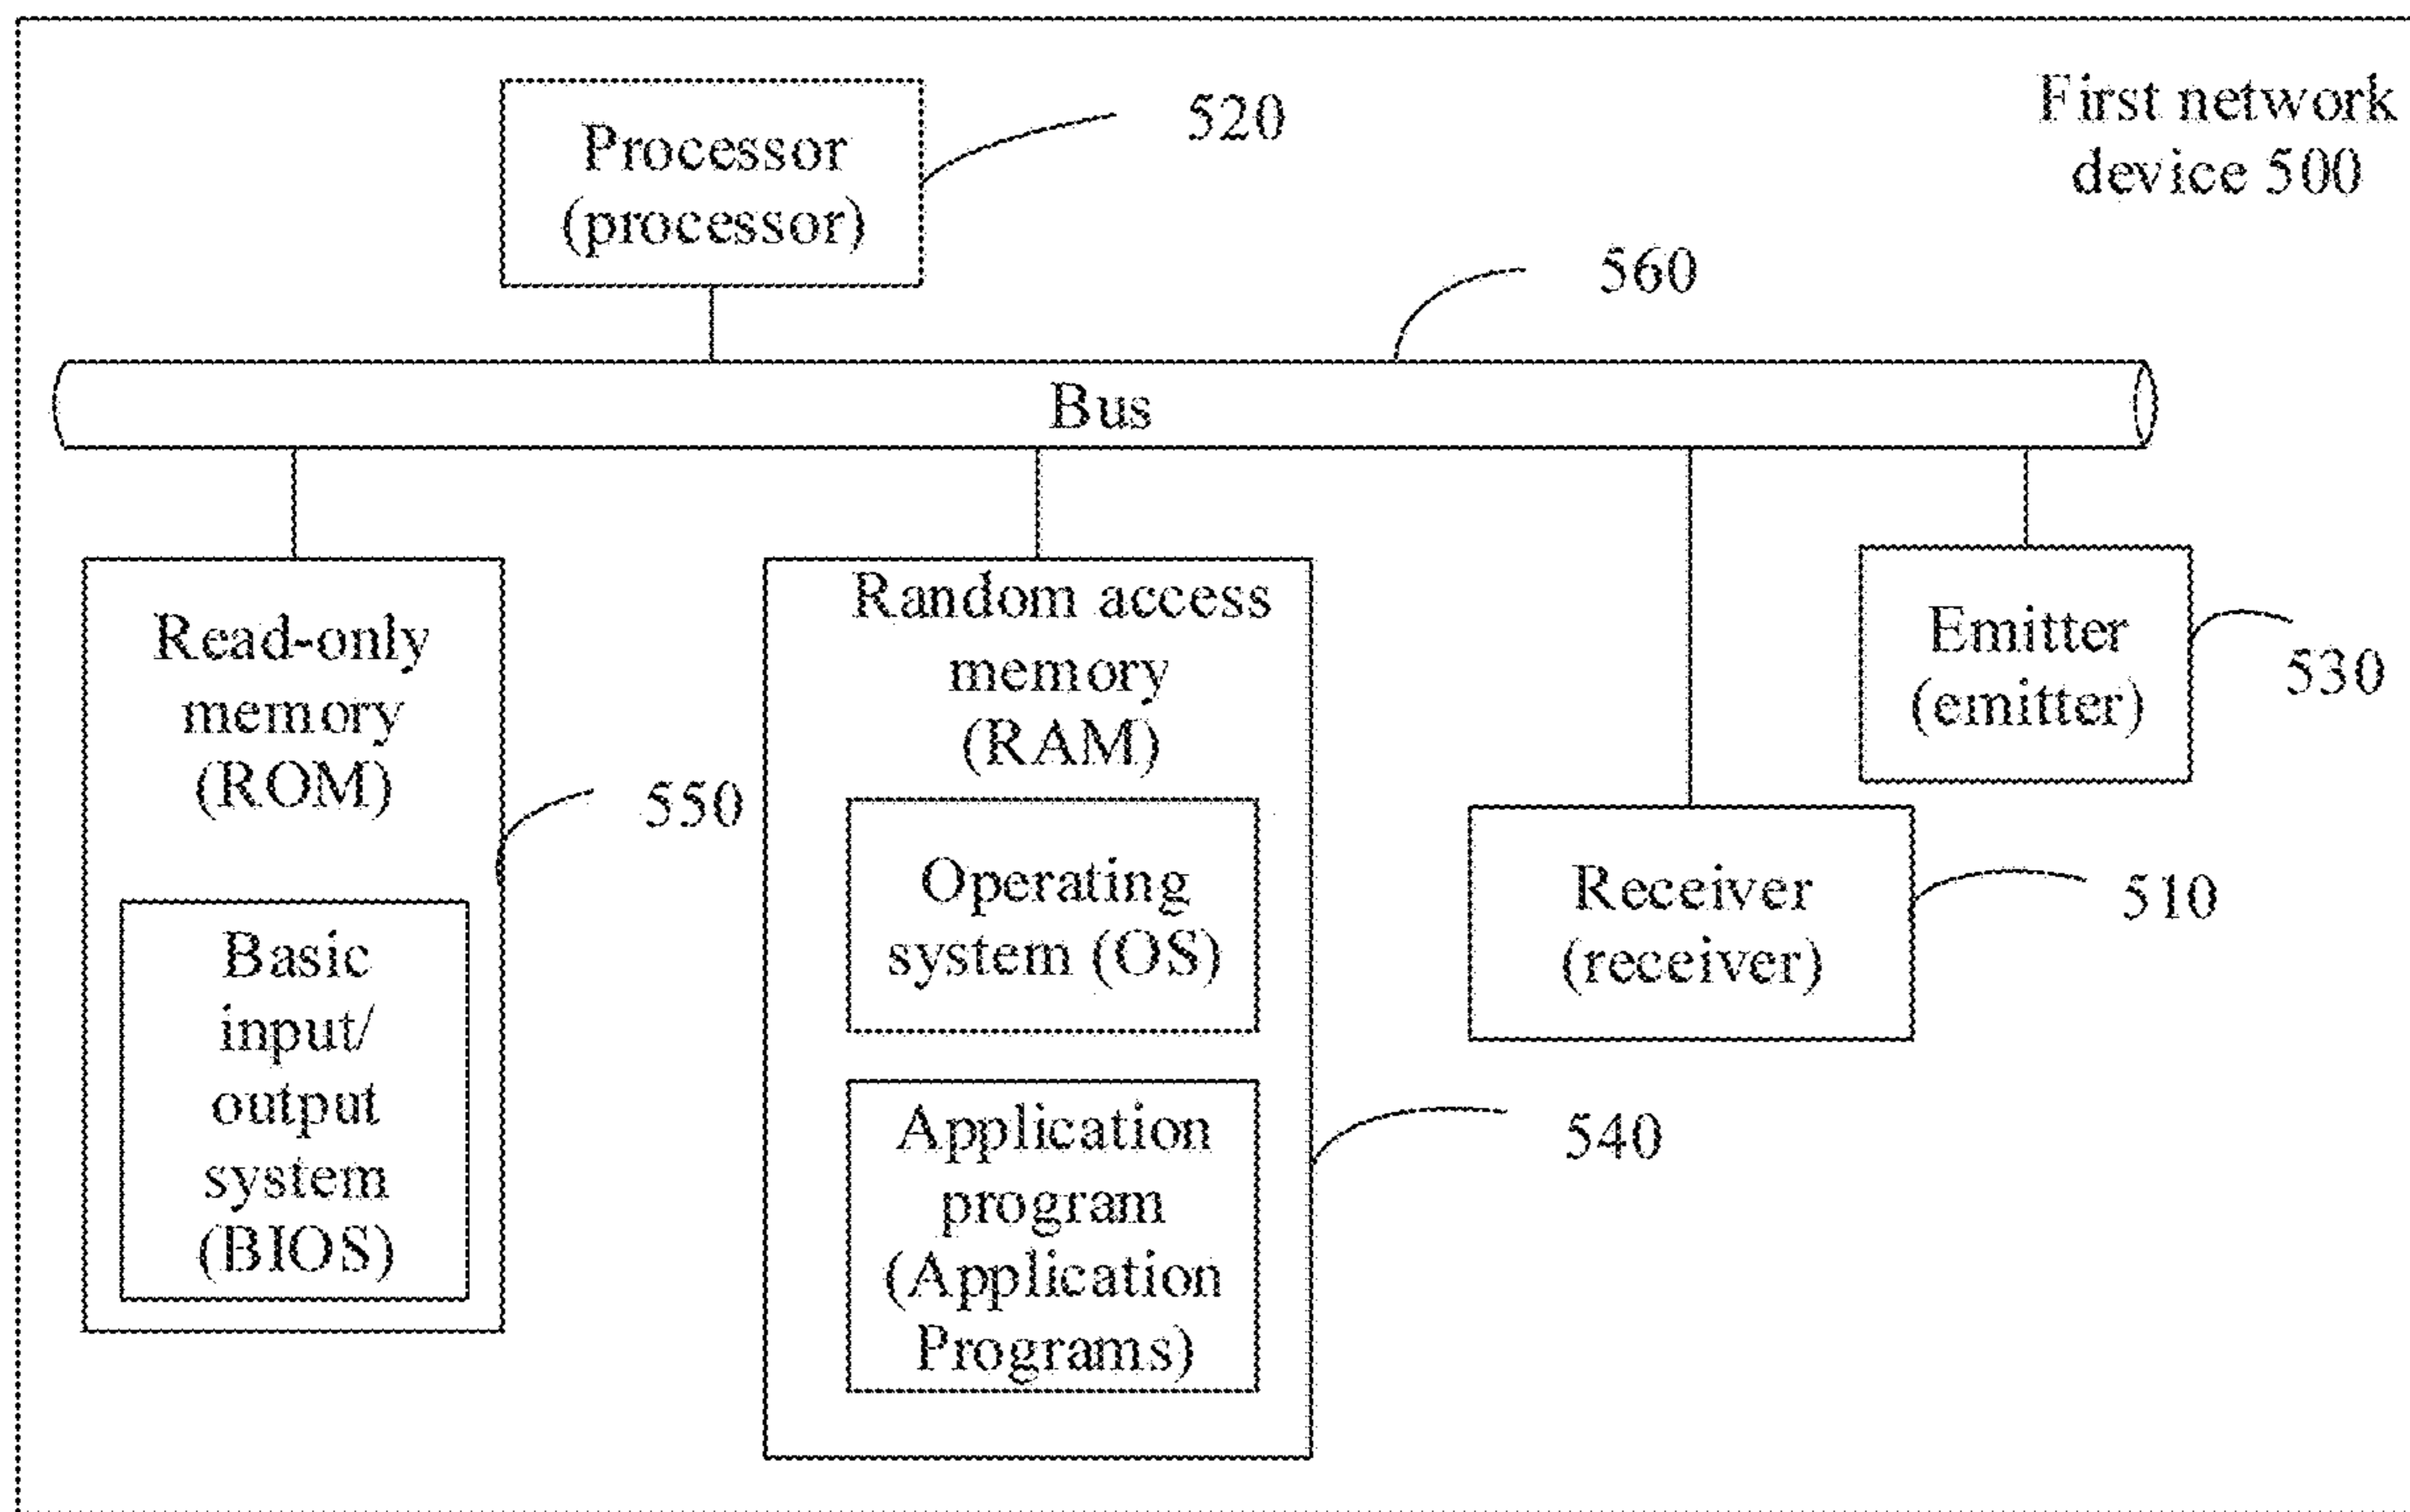 First network
device 500
Processor
(processor)
520
560
Bus
Read-only
memory
(ROM)
550
Basic
input/
output
system
(BIOS)
Random access
memory
(RAM)
Operating
system (OS)
Application
program
(Application
Programs)
540
Receiver
(receiver)
510
Emitter
(emitter)
530